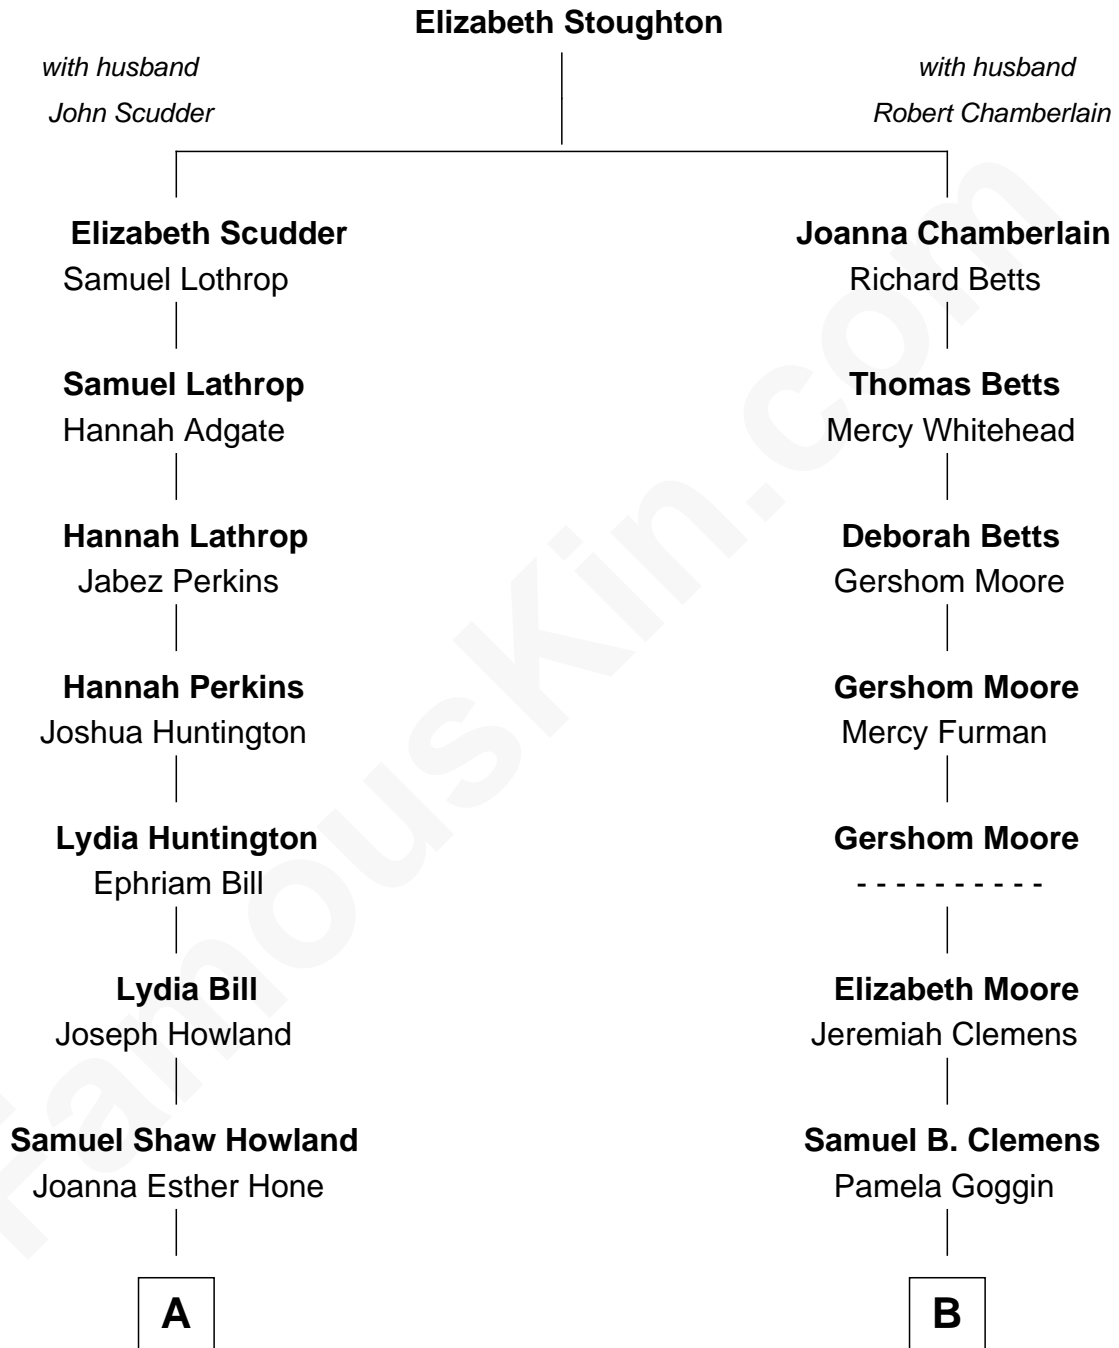 Elizabeth Stoughton
with husband
John Scudder
with husband
Robert Chamberlain
Elizabeth Scudder
Samuel Lothrop
Joanna Chamberlain
Richard Betts
Samuel Lathrop
Hannah Adgate
Thomas Betts
Mercy Whitehead
Hannah Lathrop
Jabez Perkins
Deborah Betts
Gershom Moore
Hannah Perkins
Joshua Huntington
Gershom Moore
Mercy Furman
Lydia Huntington
Ephriam Bill
Gershom Moore
- - - - - - - - - -
Lydia Bill
Joseph Howland
Elizabeth Moore
Jeremiah Clemens
Samuel Shaw Howland
Joanna Esther Hone
Samuel B. Clemens
Pamela Goggin
A
B
FamousKin.com